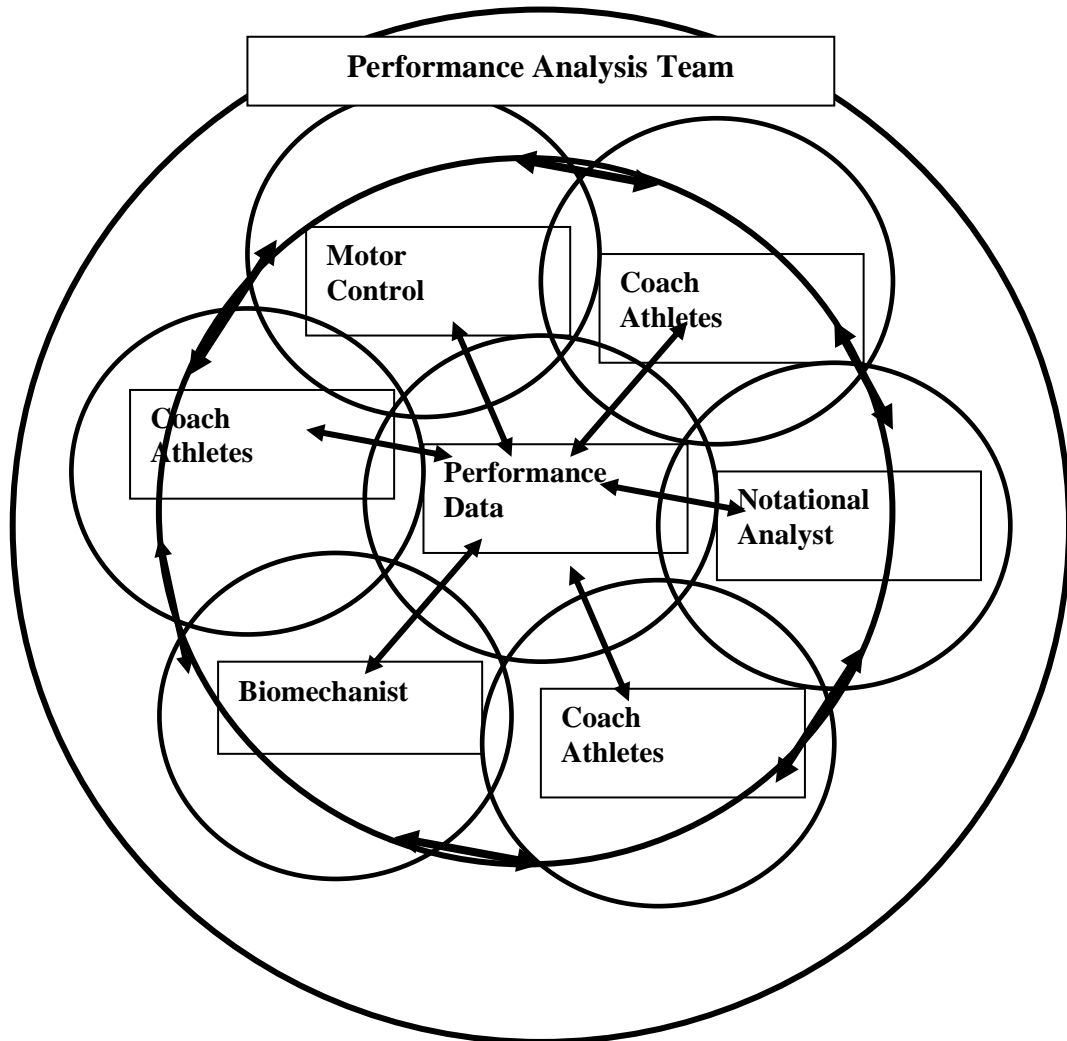 Performance Analysis Team
Motor
Control
Coach
Athletes
Coach
Athletes
Performance
Data
Notational
Analyst
Biomechanist
Coach
Athletes